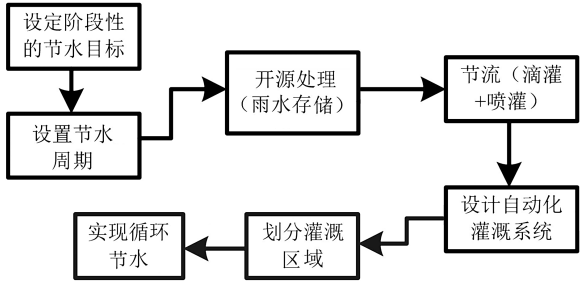 设定阶段性
的节水目标
设置节水
周期
开源处理
（雨水存储）
节流（滴灌
+喷灌）
设计自动化
灌溉系统
划分灌溉
区域
实现循环
节水